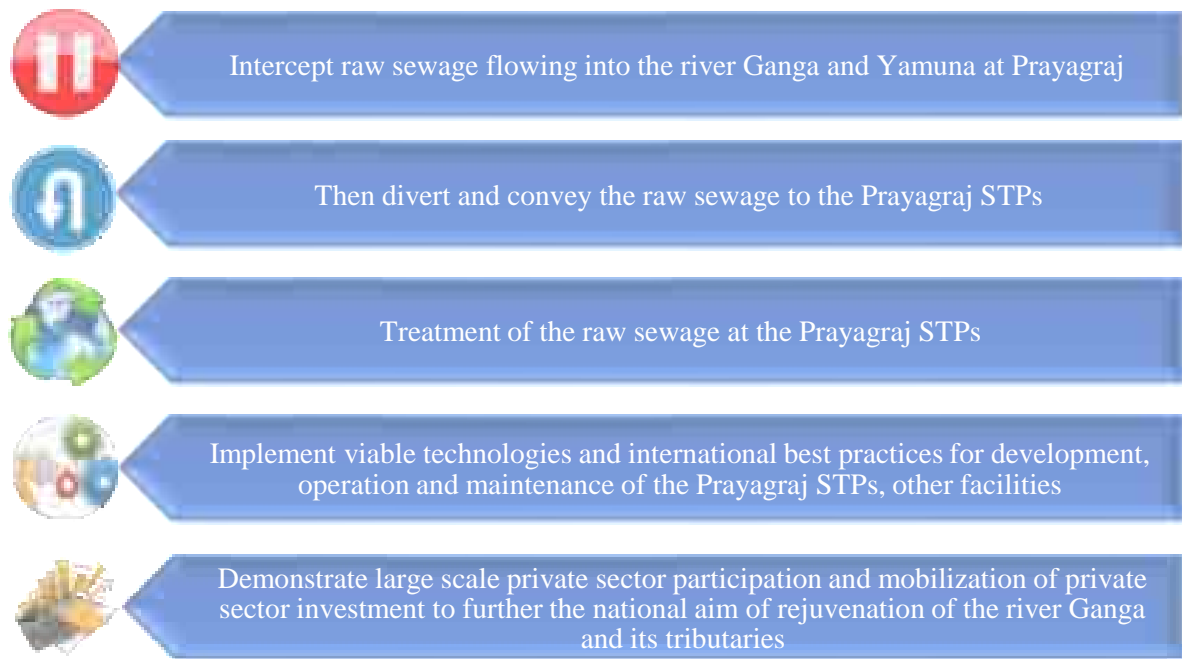 Intercept raw sewage flowing into the river Ganga and Yamuna at Prayagraj
Then divert and convey the raw sewage to the Prayagraj STPs
Treatment of the raw sewage at the Prayagraj STPs
Implement viable technologies and international best practices for development,
operation and maintenance of the Prayagraj STPs, other facilities
Demonstrate large scale private sector participation and mobilization of private
sector investment to further the national aim of rejuvenation of the river Ganga
and its tributaries